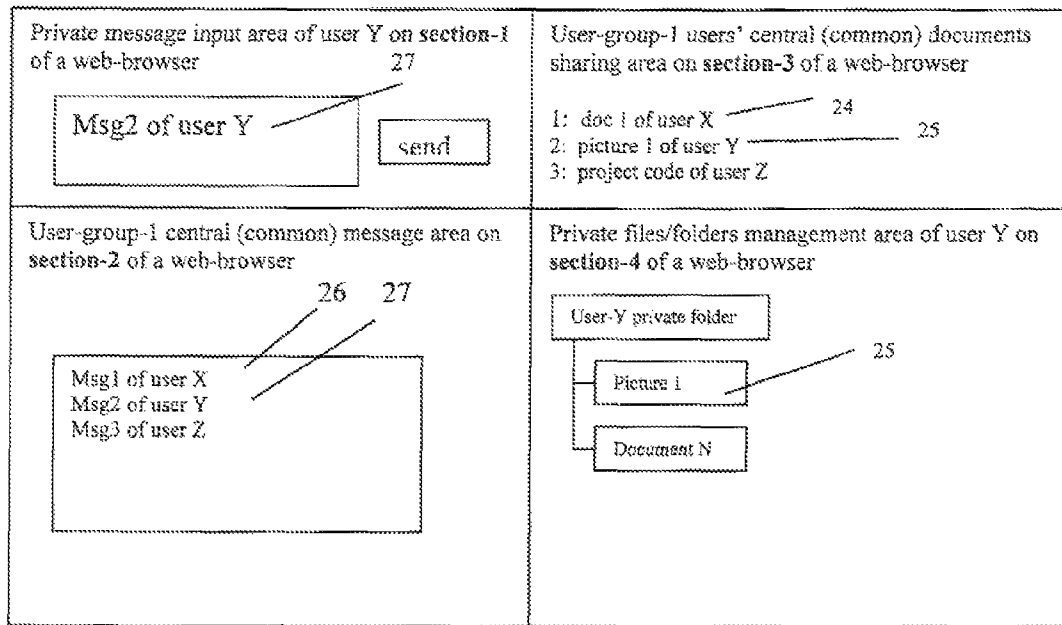 Private message input area of user Y on section-1
of a web-browser
27
Msg2 of user Y
send
User-group-1 users' central (common) documents
sharing area on section-3 of a web-browser
1: doc 1 of user X
24
2: picture 1 of user Y
25
3: project code of user Z
User-group-1 central (common) message area on
section-2 of a web-browser
26 27
Msg1 of user X
Msg2 of user Y
Msg3 of user Z
Private files/folders management area of user Y on
section-4 of a web-browser
User-Y private folder
25
Picture 1
Document N